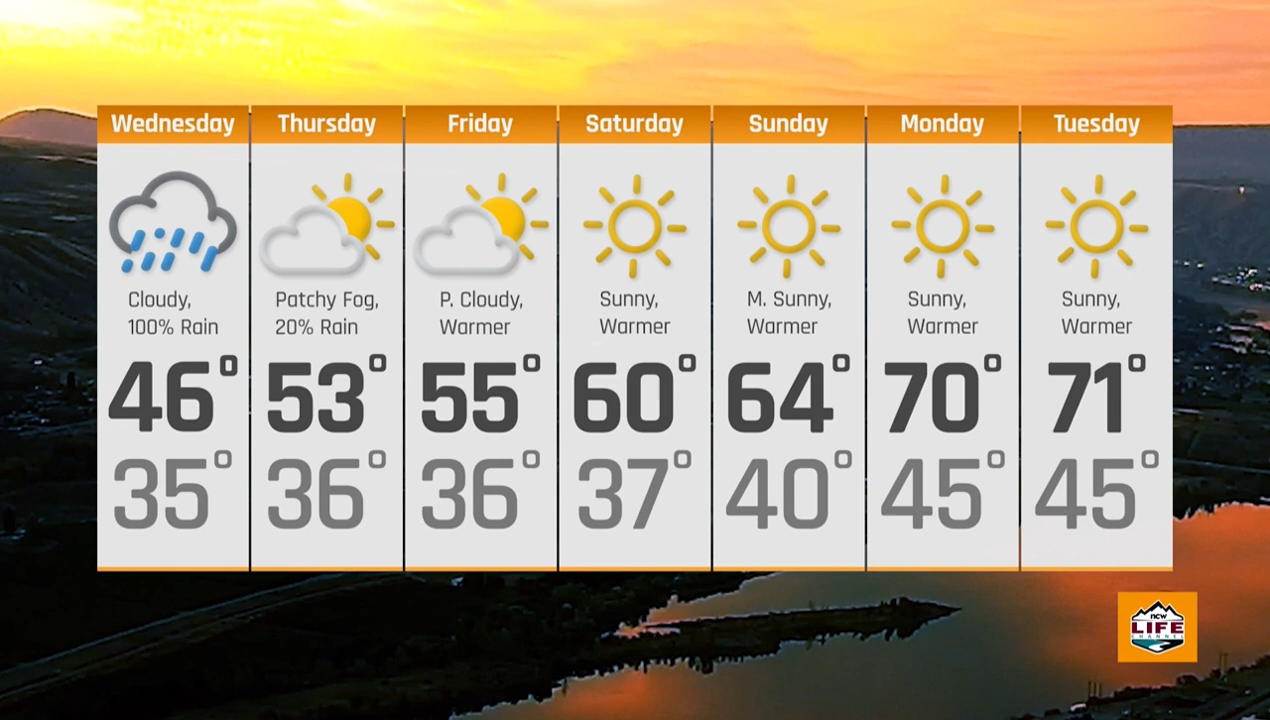 Wednesday
Cloudy,
100% Rain
46°
35°
Thursday
Patchy Fog,
20% Rain
53°
36°
Friday
P. Cloudy,
Warmer
55°
36°
Saturday
Sunny,
Warmer
60°
37°
Sunday
M. Sunny,
Warmer
64°
40°
Monday
Sunny,
Warmer
70°
45°
Tuesday
Sunny,
Warmer
71°
45°
ncw
LIFE
CHANNEL